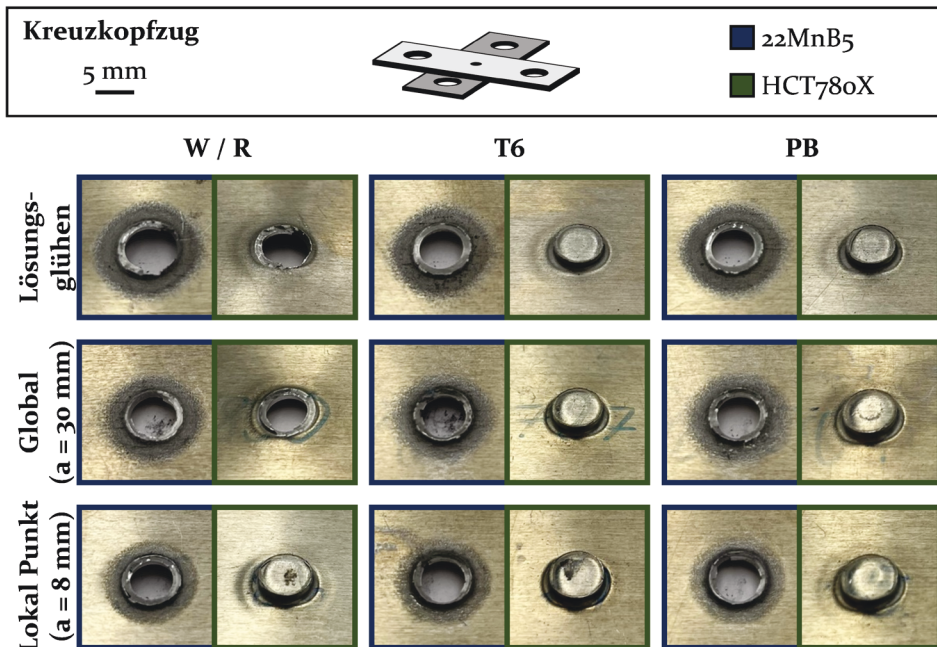 Kreuzkopfzug
5 mm
22MnB5
HCT780X
W / R
T6
PB
Lösungs-
glühen
Global
(a = 30 mm)
Lokal Punkt
(a = 8 mm)